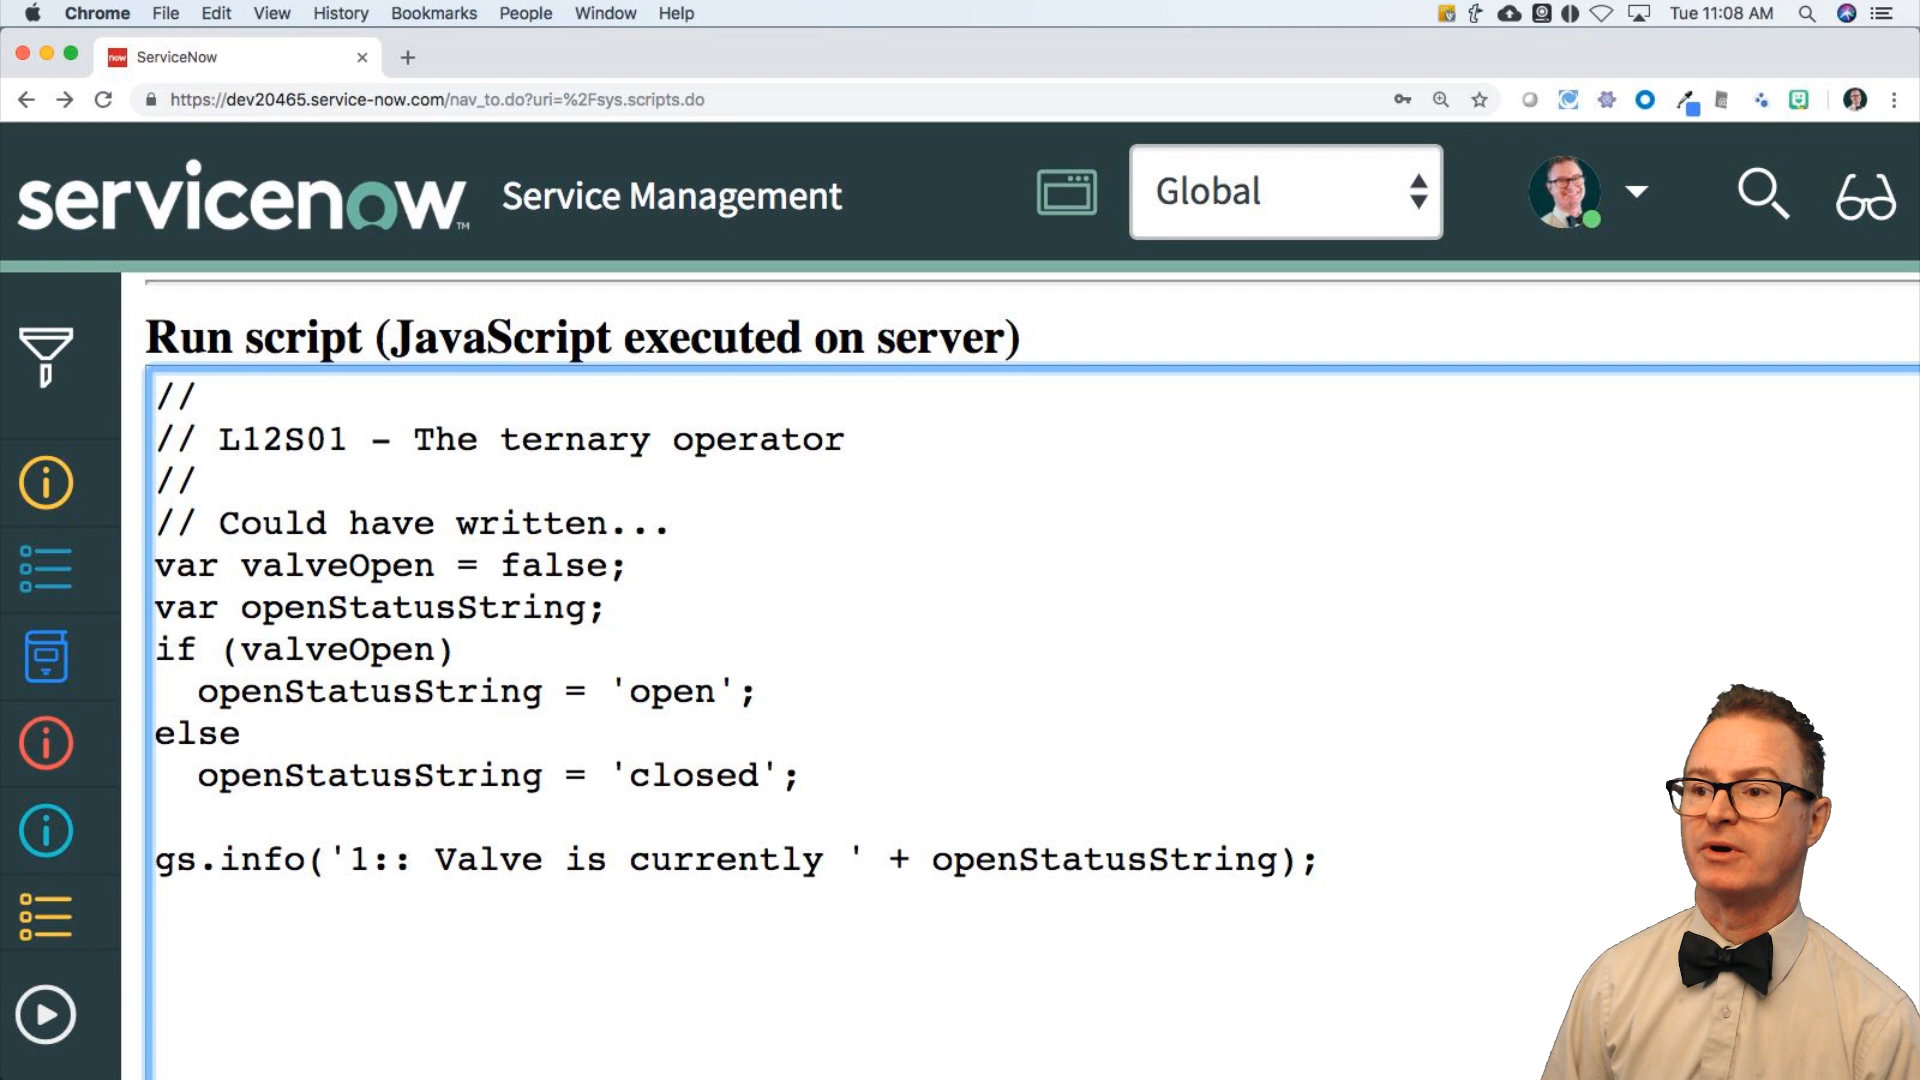 Chrome File Edit View History Bookmarks People Window Help
Tue 11:08 AM
now ServiceNow
https://dev20465.service-now.com/nav_to.do?uri=%2Fsys.scripts.do
servicenow™ Service Management
Global
Run script (JavaScript executed on server)
//
// L12S01 - The ternary operator
//
// Could have written...
var valveOpen = false;
var openStatusString;
if (valveOpen)
  openStatusString = 'open';
else
  openStatusString = 'closed';
gs.info('1:: Valve is currently ' + openStatusString);